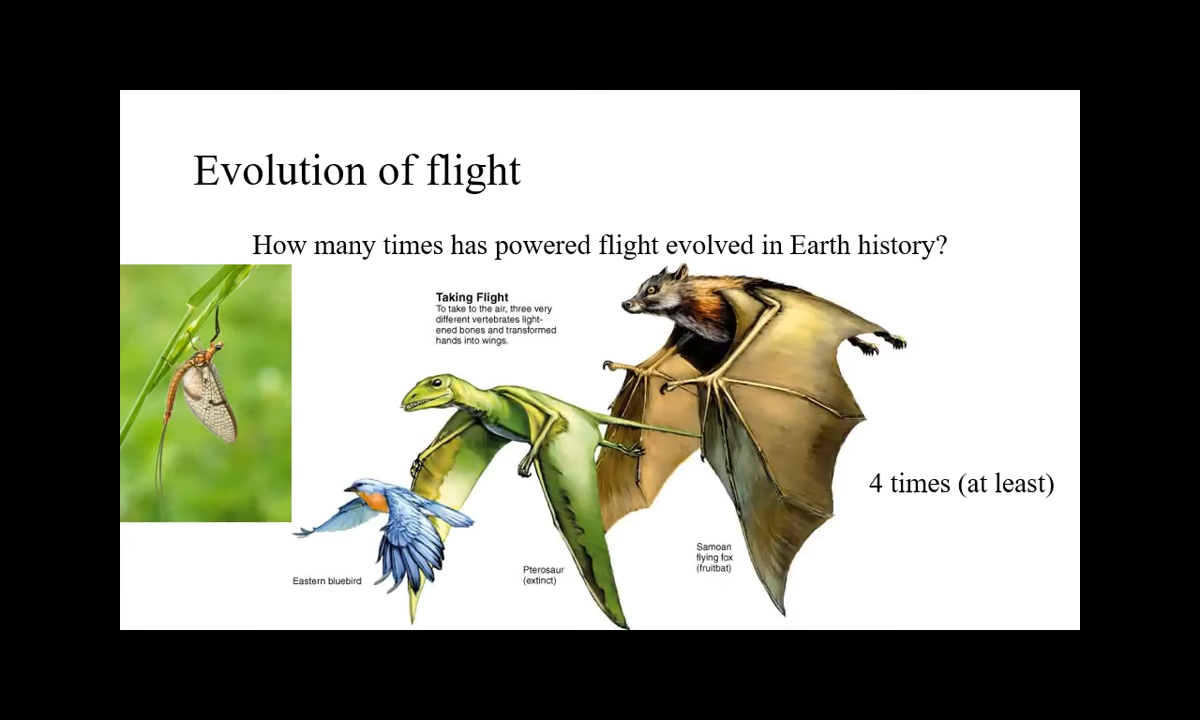 Evolution of flight
How many times has powered flight evolved in Earth history?
Taking Flight
To take to the air, three very
different vertebrates light-
ened bones and transformed
hands into wings.
4 times (at least)
Samoan
flying fox
(fruitbat)
Pterosaur
(extinct)
Eastern bluebird